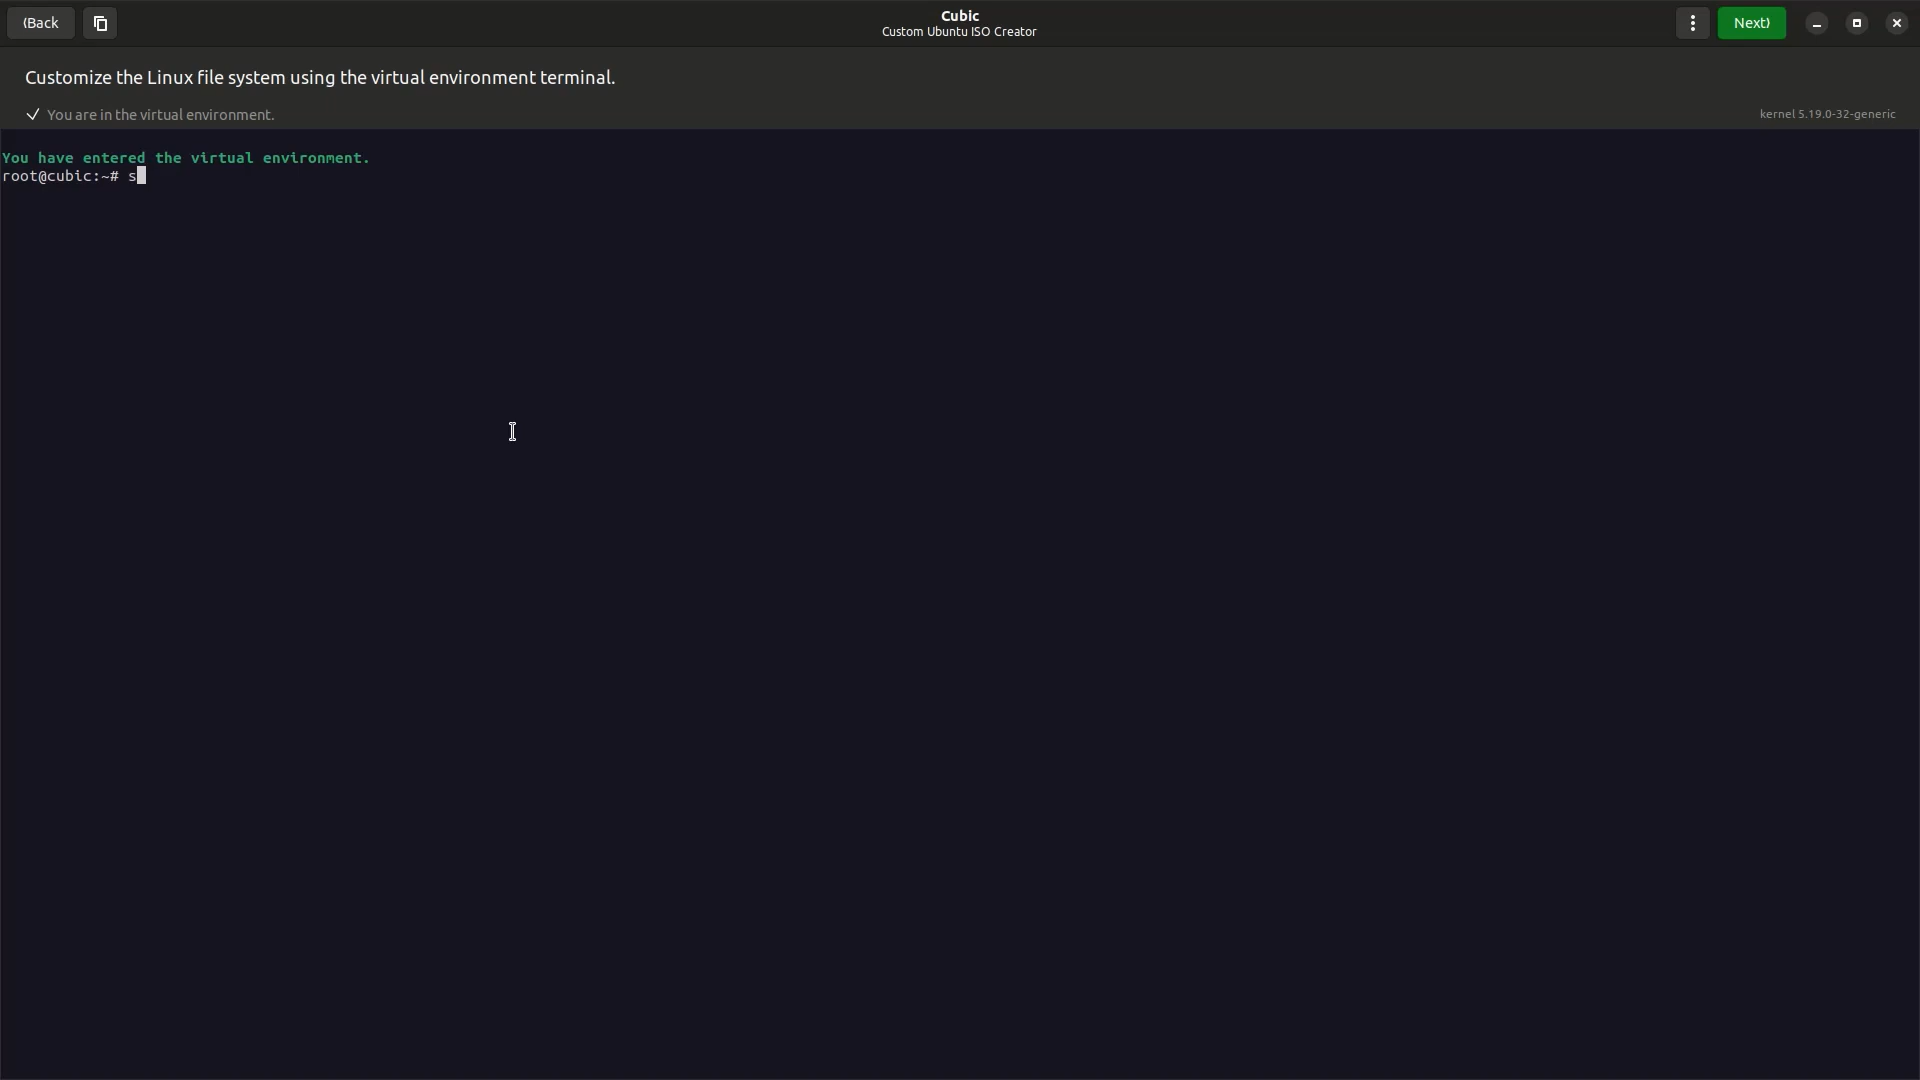 ⟨Back
Cubic
Custom Ubuntu ISO Creator
Next⟩
Customize the Linux file system using the virtual environment terminal.
You are in the virtual environment.
kernel 5.19.0-32-generic
You have entered the virtual environment.
root@cubic:~# s